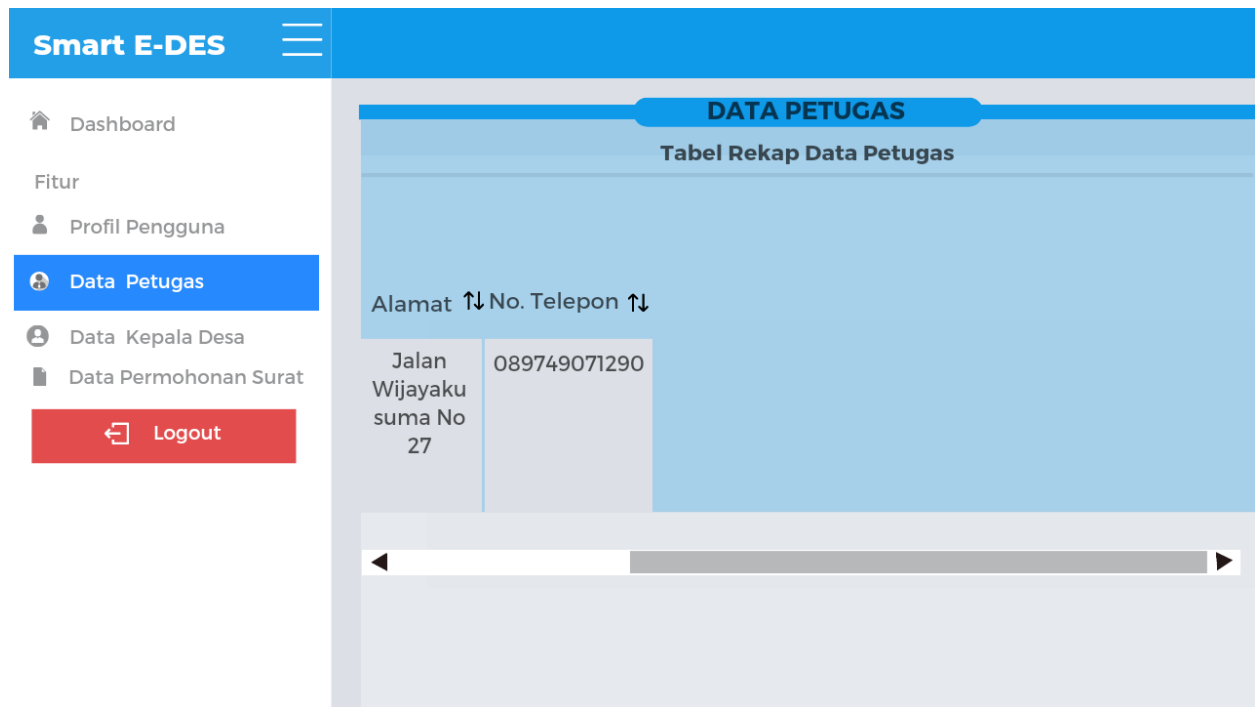 Smart E-DES
Dashboard
Fitur
Profil Pengguna
Data Petugas
Data Kepala Desa
Data Permohonan Surat
Logout
DATA PETUGAS
Tabel Rekap Data Petugas
Alamat No. Telepon
Jalan
Wijayaku
suma No
27
089749071290